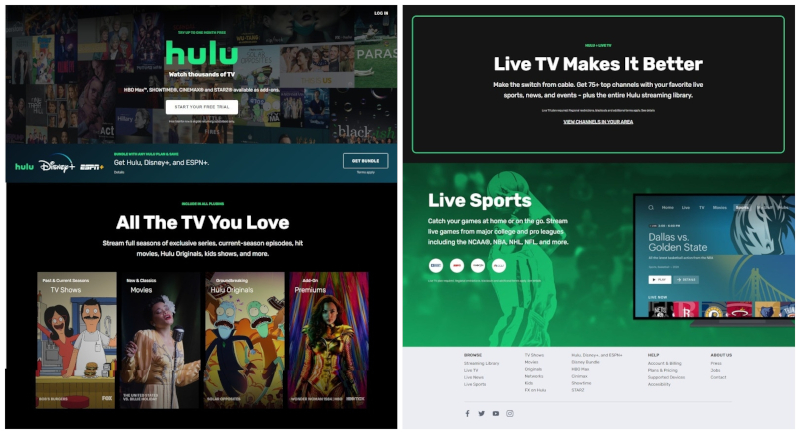 LOG IN
TRY UP TO ONE MONTH FREE
hulu
Watch thousands of TV
HBO Max™, SHOWTIME®, CINEMAX® and STARZ® available as add-ons.
START YOUR FREE TRIAL
PARAS
black-ish
BUNDLE WITH ANY HULU PLAN & SAVE
hulu Disney+ ESPN+
Get Hulu, Disney+, and ESPN+.
Details
GET BUNDLE
Terms apply
INCLUDED IN ALL PLANS
All The TV You Love
Stream full seasons of exclusive series, current-season episodes, hit
movies, Hulu Originals, kids shows, and more.
Past & Current Seasons
TV Shows
BOB'S BURGERS
FOX
New & Classics
Movies
THE UNITED STATES
VS. BILLIE HOLIDAY
Groundbreaking
Hulu Originals
SOLAR OPPOSITES
Add-On
Premiums
WONDER WOMAN 1984
HULU + LIVE TV
Live TV Makes It Better
Make the switch from cable. Get 75+ top channels with your favorite live
sports, news, and events – plus the entire Hulu streaming library.
VIEW CHANNELS IN YOUR AREA
Live Sports
Catch your games at home or on the go. Stream
live games from major college and pro leagues
including the NCAA®, NBA, NHL, NFL, and more.
Home Live TV Movies Sports
Dallas vs.
Golden State
PLAY
DETAILS
LIVE NOW
BROWSE
Streaming Library
Live TV
Live News
Live Sports
TV Shows
Movies
Originals
Networks
Kids
FX on Hulu
Hulu, Disney+, and ESPN+
Disney Bundle
HBO Max
Cinemax
Showtime
STARZ
HELP
Account & Billing
Plans & Pricing
Supported Devices
Accessibility
ABOUT US
Press
Jobs
Contact